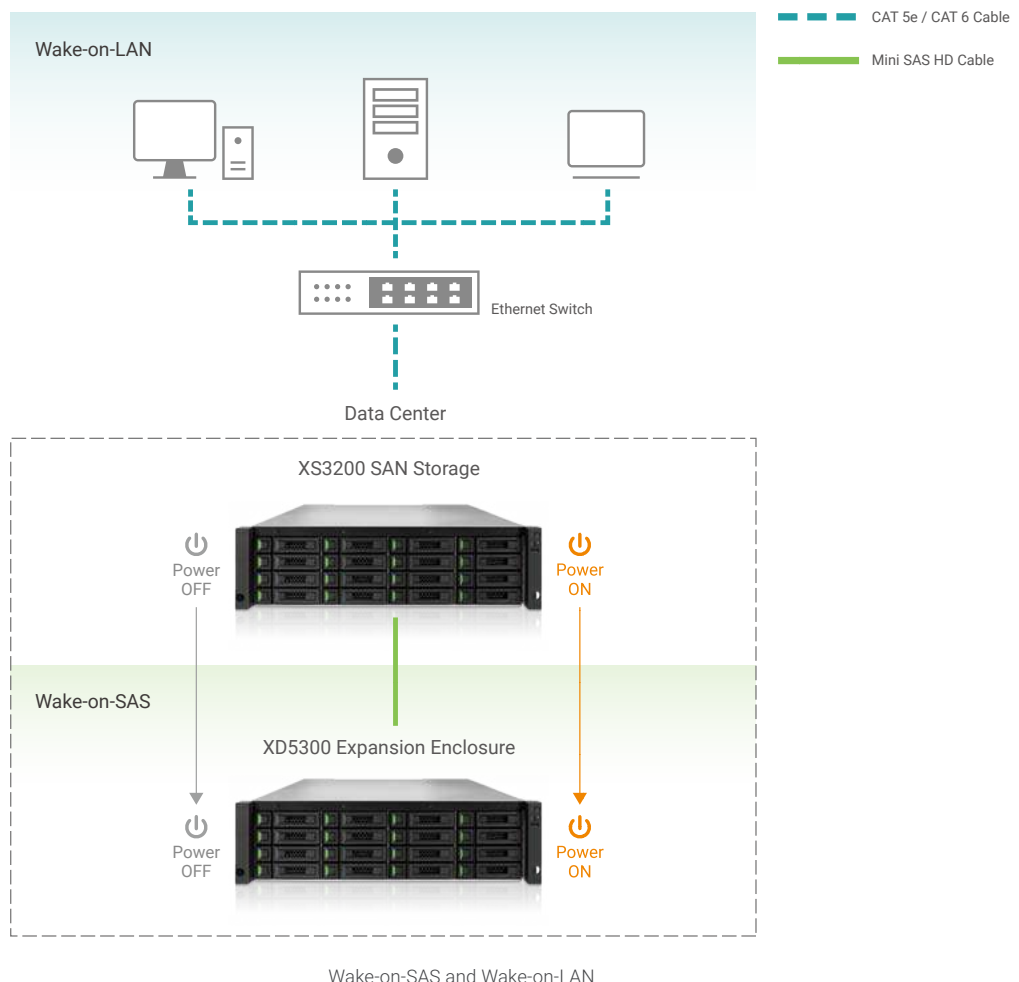 Wake-on-LAN
CAT 5e / CAT 6 Cable
Mini SAS HD Cable
Ethernet Switch
Data Center
XS3200 SAN Storage
Power
OFF
Power
ON
Wake-on-SAS
XD5300 Expansion Enclosure
Power
OFF
Power
ON
Wake-on-SAS and Wake-on-LAN